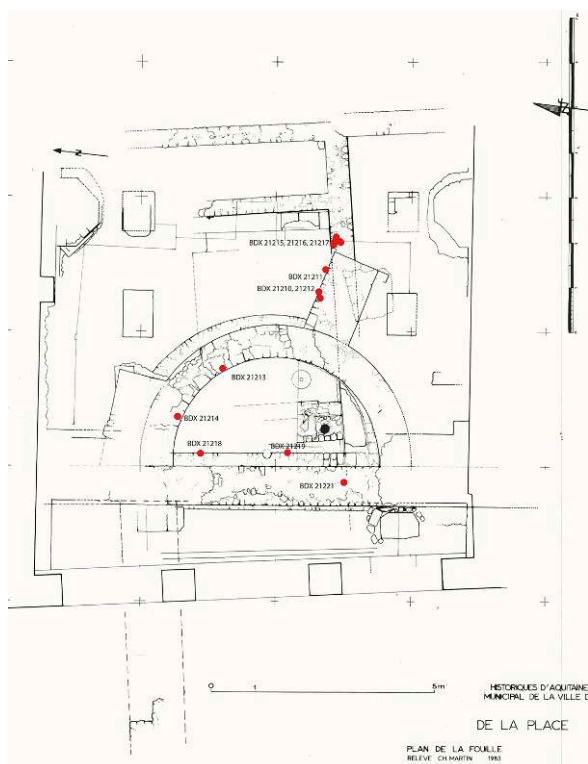 BDX 21215, 21216, 21217
BDX 21211
BDX 21210, 21212
BDX 21213
BDX 21214
BDX 21218
BDX 21219
BDX 21221
0 1 5m
HISTORIQUES D'AQUITAINE
MUNICIPAL DE LA VILLE D
DE LA PLACE
PLAN DE LA FOUILLE
RELEVE CH MARTIN 1983